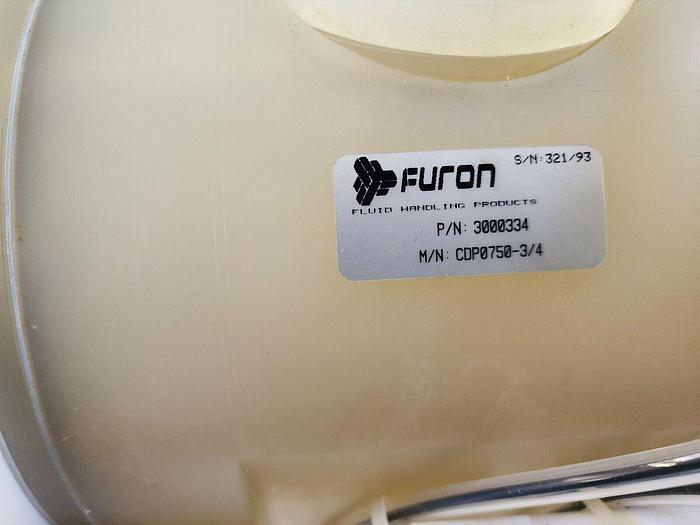 S/N: 321/93
FURON
FLUID HANDLING PRODUCTS
P/N: 3000334
M/N: CDP0750-3/4